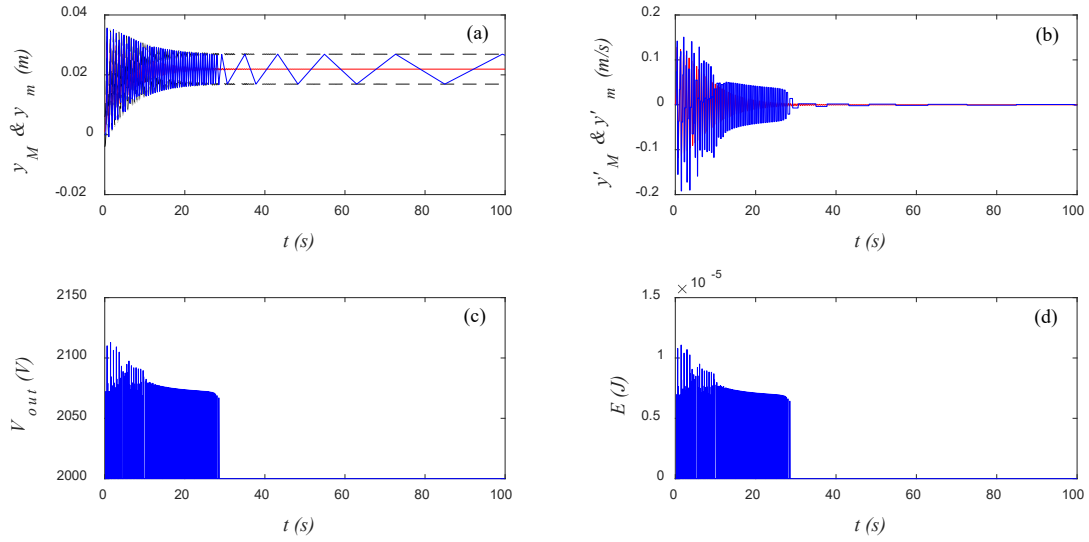 0.04
0.02
0
-0.02
0 20 40 60 80 100
y M & y m (m)
t (s)
(a)
0.2
0.1
0
-0.1
-0.2
0 20 40 60 80 100
y' M & y' m (m/s)
t (s)
(b)
2150
2100
2050
2000
0 20 40 60 80 100
V out (V)
t (s)
(c)
× 10 -5
1.5
1
0.5
0
0 20 40 60 80 100
E (J)
t (s)
(d)